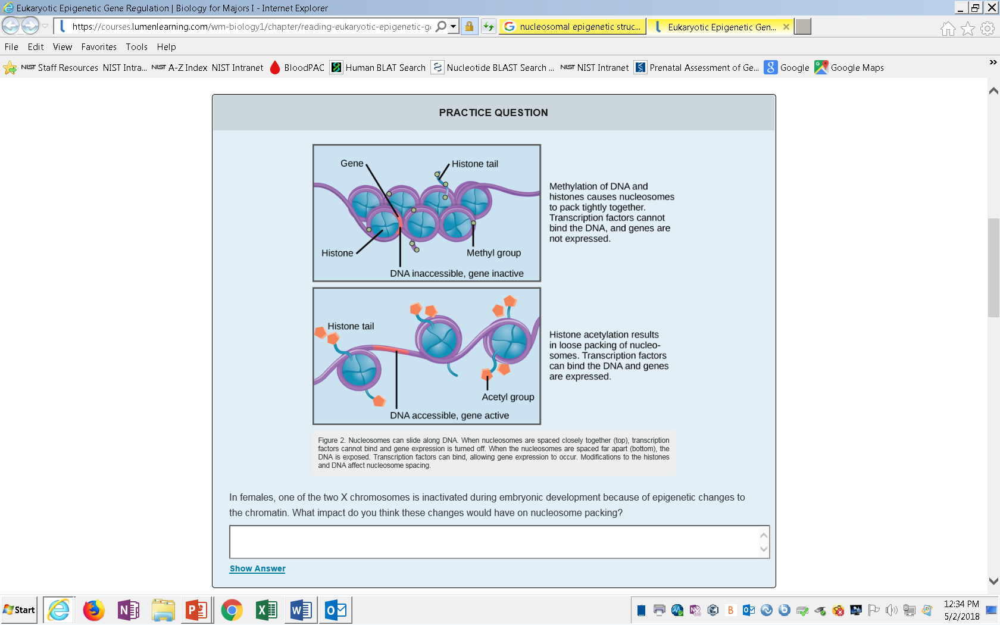 Eukaryotic Epigenetic Gene Regulation | Biology for Majors I - Internet Explorer
https://courses.lumenlearning.com/wm-biology1/chapter/reading-eukaryotic-epigenetic-g
nucleosomal epigenetic struc...
Eukaryotic Epigenetic Gen...
File Edit View Favorites Tools Help
NIST Staff Resources NIST Intra... NIST A-Z Index NIST Intranet BloodPAC Human BLAT Search Nucleotide BLAST Search ... NIST NIST Intranet Prenatal Assessment of Ge... Google Google Maps
PRACTICE QUESTION
Gene
Histone tail
Histone
Methyl group
DNA inaccessible, gene inactive
Methylation of DNA and
histones causes nucleosomes
to pack tightly together.
Transcription factors cannot
bind the DNA, and genes are
not expressed.
Histone tail
Acetyl group
DNA accessible, gene active
Histone acetylation results
in loose packing of nucleo-
somes. Transcription factors
can bind the DNA and genes
are expressed.
Figure 2. Nucleosomes can slide along DNA. When nucleosomes are spaced closely together (top), transcription
factors cannot bind and gene expression is turned off. When the nucleosomes are spaced far apart (bottom), the
DNA is exposed. Transcription factors can bind, allowing gene expression to occur. Modifications to the histones
and DNA affect nucleosome spacing.
In females, one of the two X chromosomes is inactivated during embryonic development because of epigenetic changes to
the chromatin. What impact do you think these changes would have on nucleosome packing?
Show Answer
Start
12:34 PM
5/2/2018